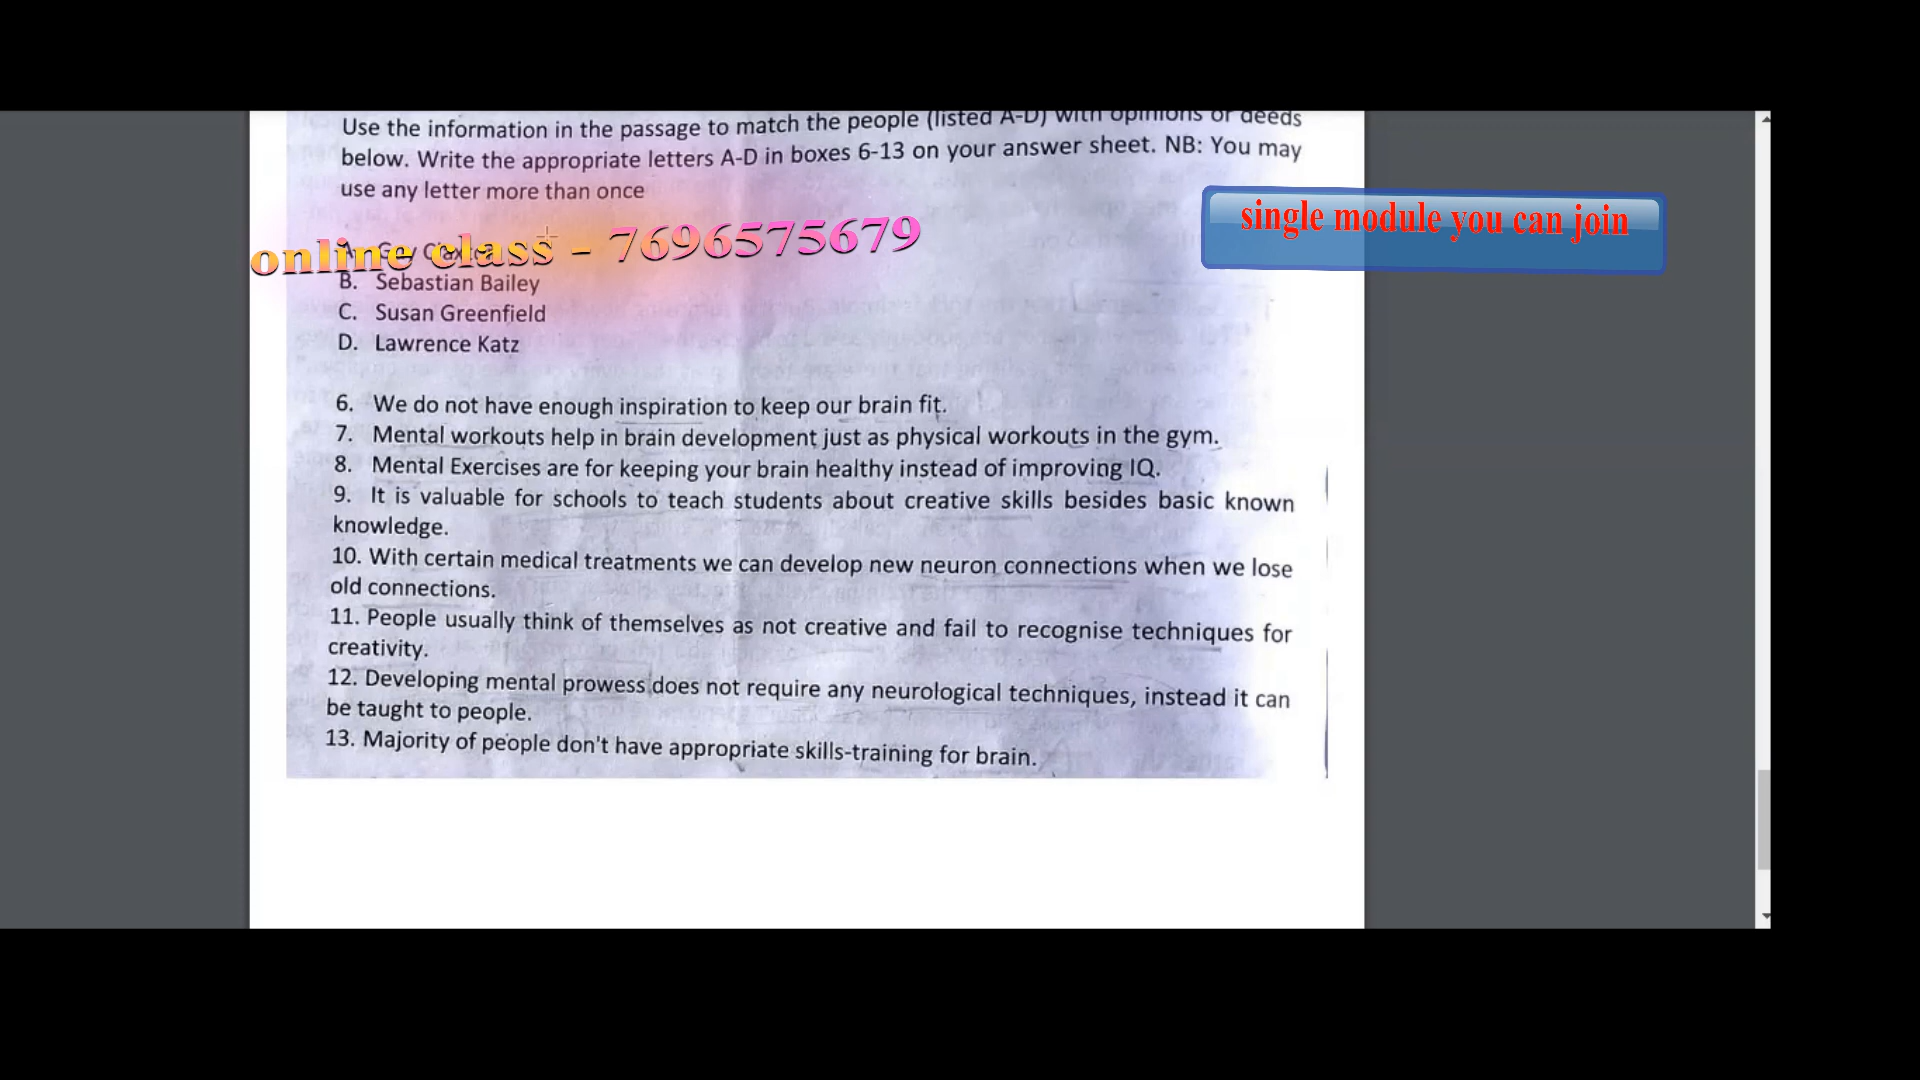 Use the information in the passage to match the people (listed A-D) with opinions or deeds
below. Write the appropriate letters A-D in boxes 6-13 on your answer sheet. NB: You may
use any letter more than once
single module you can join
online class - 7696575679
B. Sebastian Bailey
C. Susan Greenfield
D. Lawrence Katz
6. We do not have enough inspiration to keep our brain fit.
7. Mental workouts help in brain development just as physical workouts in the gym.
8. Mental Exercises are for keeping your brain healthy instead of improving IQ.
9. It is valuable for schools to teach students about creative skills besides basic known
knowledge.
10. With certain medical treatments we can develop new neuron connections when we lose
old connections.
11. People usually think of themselves as not creative and fail to recognise techniques for
creativity.
12. Developing mental prowess does not require any neurological techniques, instead it can
be taught to people.
13. Majority of people don't have appropriate skills-training for brain.